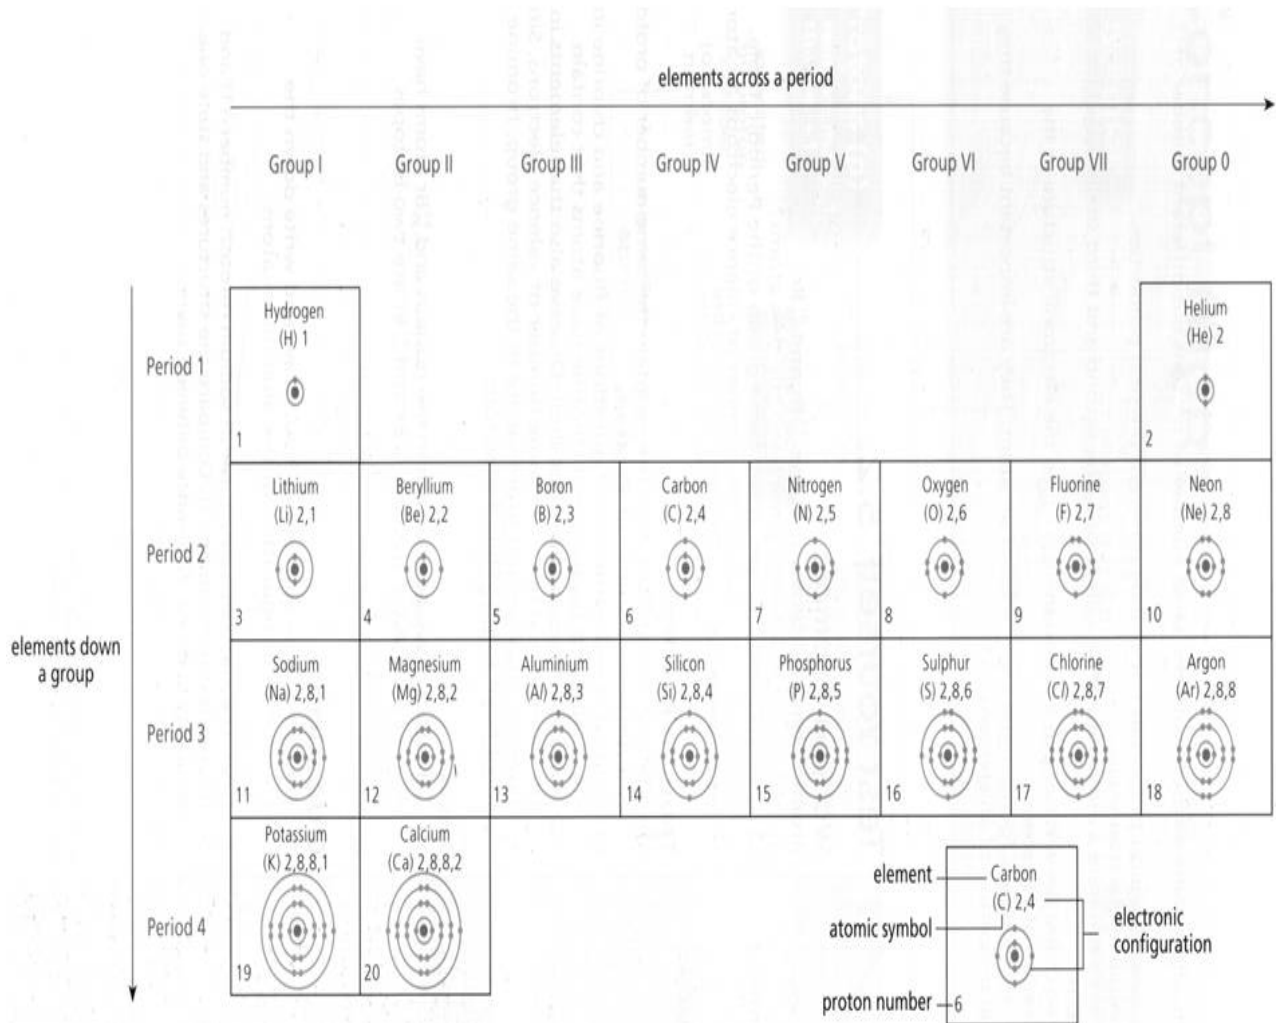 elements across a period
Group I Group II Group III Group IV Group V Group VI Group VII Group 0
Period 1
Hydrogen
(H) 1
1
Helium
(He) 2
2
Period 2
Lithium
(Li) 2,1
3
Beryllium
(Be) 2,2
4
Boron
(B) 2,3
5
Carbon
(C) 2,4
6
Nitrogen
(N) 2,5
7
Oxygen
(O) 2,6
8
Fluorine
(F) 2,7
9
Neon
(Ne) 2,8
10
elements down
a group
Period 3
Sodium
(Na) 2,8,1
11
Magnesium
(Mg) 2,8,2
12
Aluminium
(Al) 2,8,3
13
Silicon
(Si) 2,8,4
14
Phosphorus
(P) 2,8,5
15
Sulphur
(S) 2,8,6
16
Chlorine
(Cl) 2,8,7
17
Argon
(Ar) 2,8,8
18
Period 4
Potassium
(K) 2,8,8,1
19
Calcium
(Ca) 2,8,8,2
20
element
Carbon
(C) 2,4
atomic symbol
electronic
configuration
proton number
6